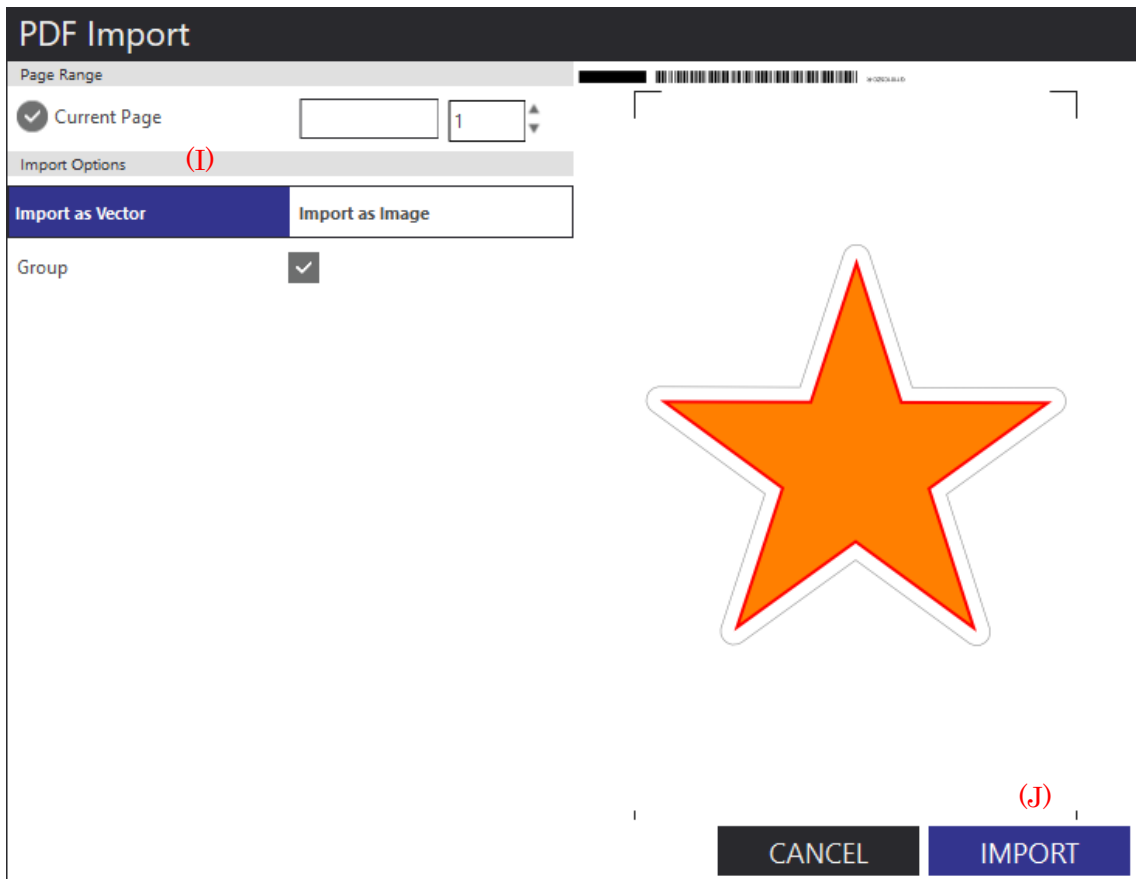 PDF Import
Page Range
Current Page
1
(I)
Import Options
Import as Vector
Import as Image
Group
(J)
CANCEL
IMPORT